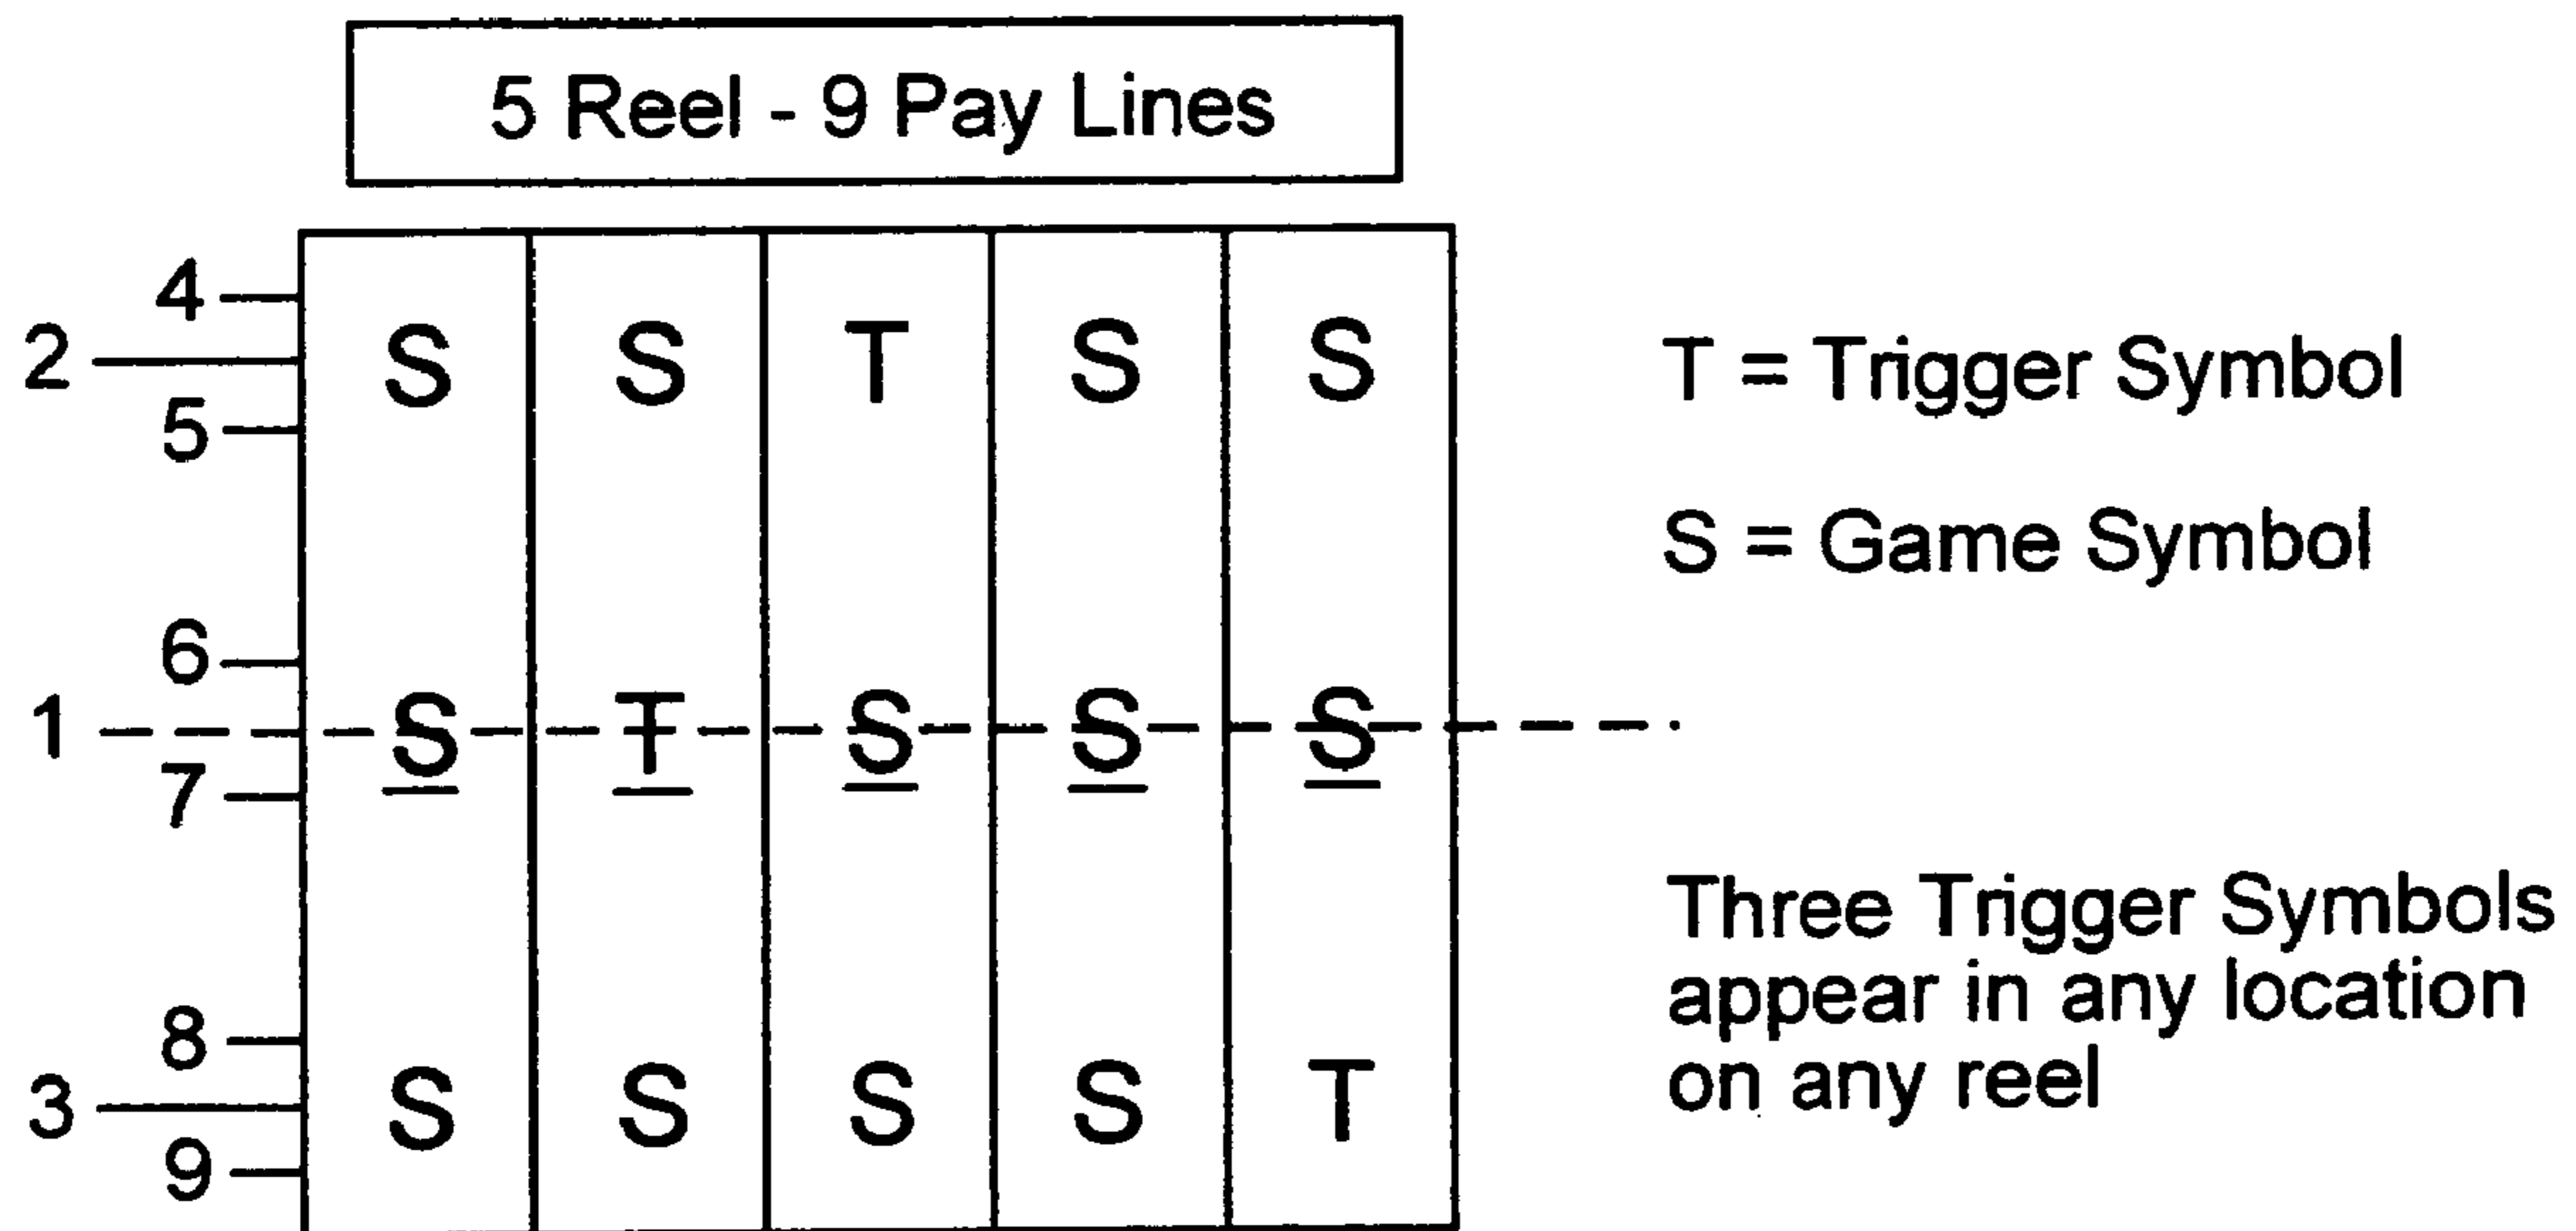 5 Reel - 9 Pay Lines
4
2 S S T S S
5
T = Trigger Symbol
S = Game Symbol
6
1 S T S S S
7
Three Trigger Symbols
appear in any location
on any reel
8
3 S S S S T
9